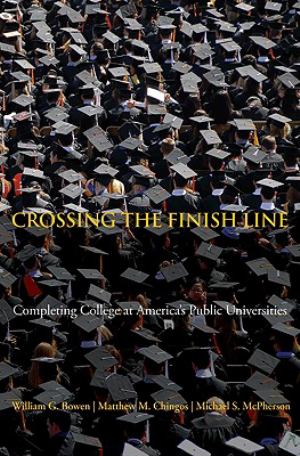 CROSSING THE FINISH LINE
Completing College at America's Public Universities
William G. Bowen | Matthew M. Chingos | Michael S. McPherson